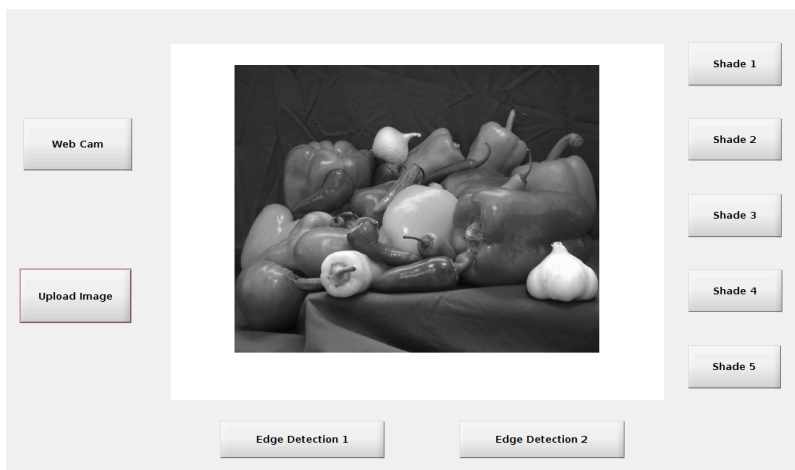 Shade 1
Web Cam
Shade 2
Shade 3
Upload Image
Shade 4
Shade 5
Edge Detection 1
Edge Detection 2